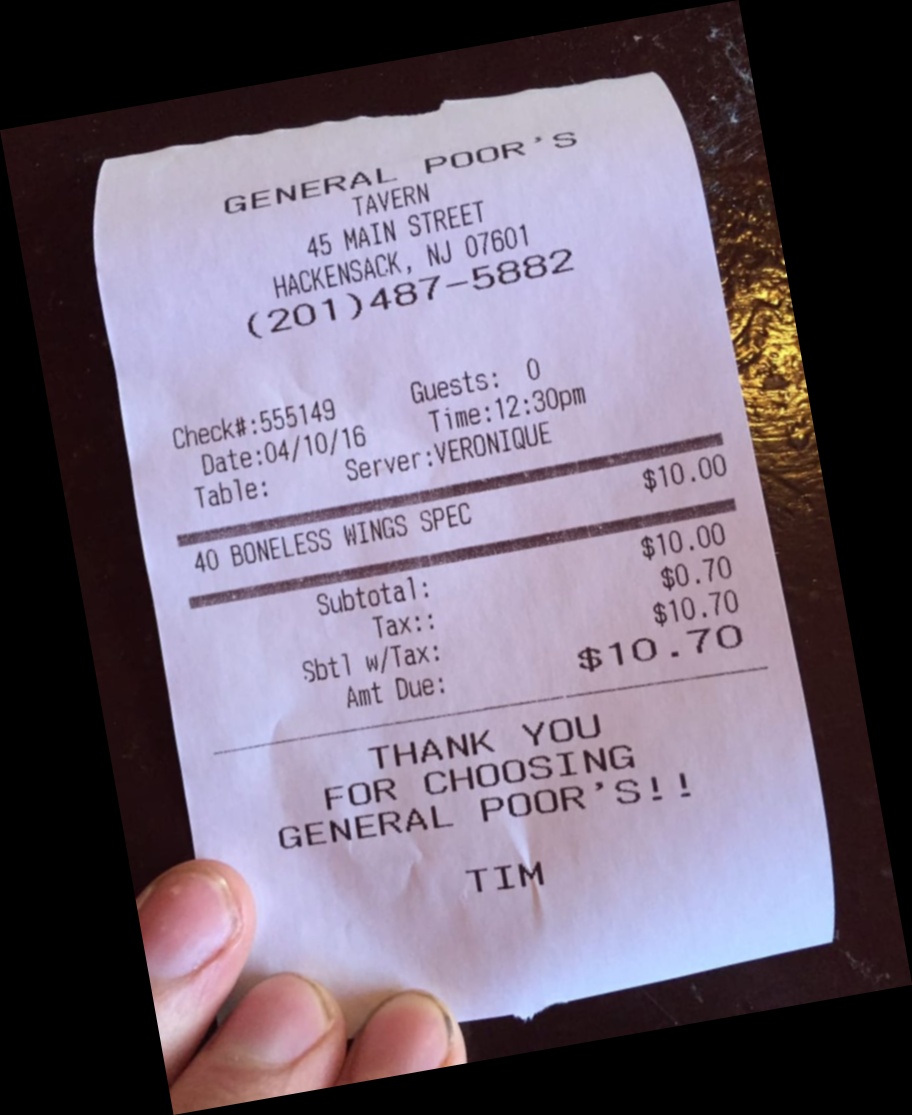 GENERAL POOR'S
TAVERN
45 MAIN STREET
HACKENSACK, NJ 07601
(201)487-5882
Check#:555149 Guests: 0
Date:04/10/16 Time:12:30pm
Table: Server:VERONIQUE
40 BONELESS WINGS SPEC $10.00
Subtotal: $10.00
Tax:: $0.70
Sbtl w/Tax: $10.70
Amt Due: $10.70
THANK YOU
FOR CHOOSING
GENERAL POOR'S!!
TIM